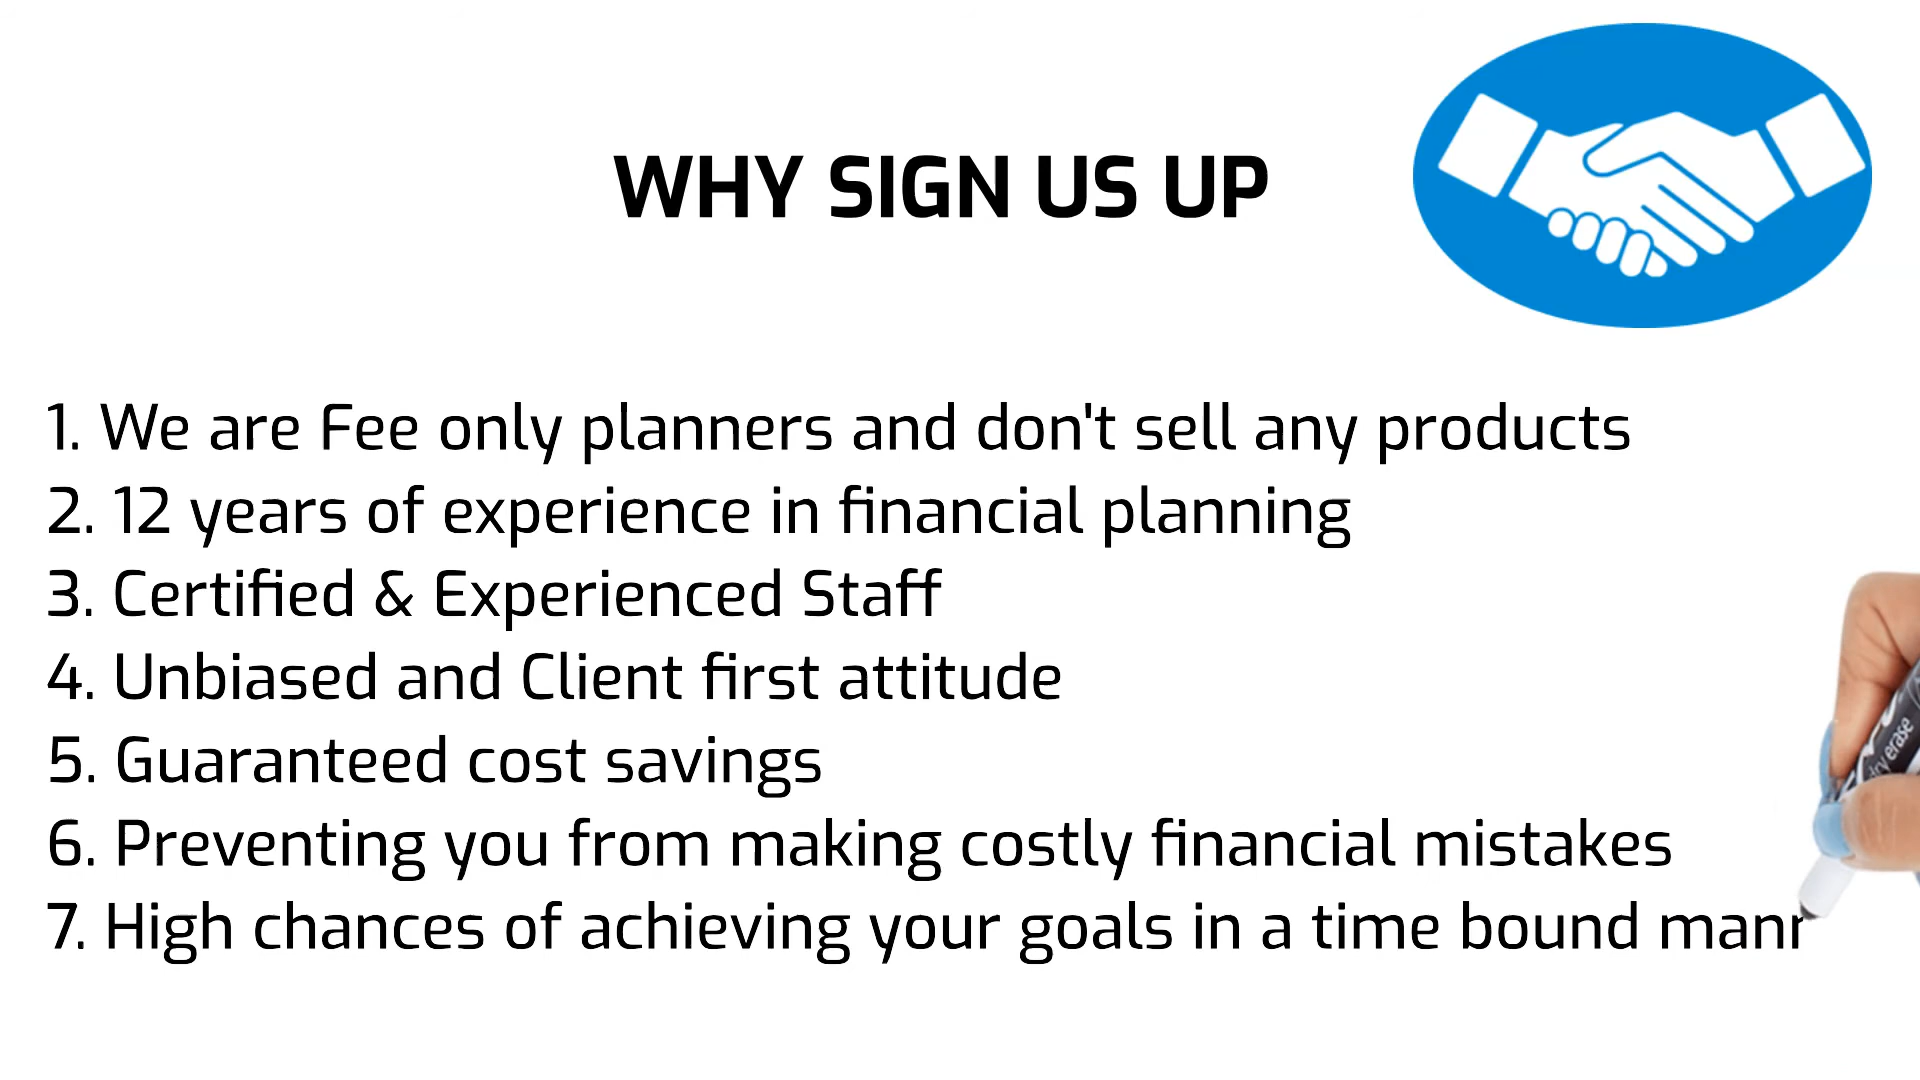 WHY SIGN US UP
1. We are Fee only planners and don't sell any products
2. 12 years of experience in financial planning
3. Certified & Experienced Staff
4. Unbiased and Client first attitude
5. Guaranteed cost savings
6. Preventing you from making costly financial mistakes
7. High chances of achieving your goals in a time bound
dry erase